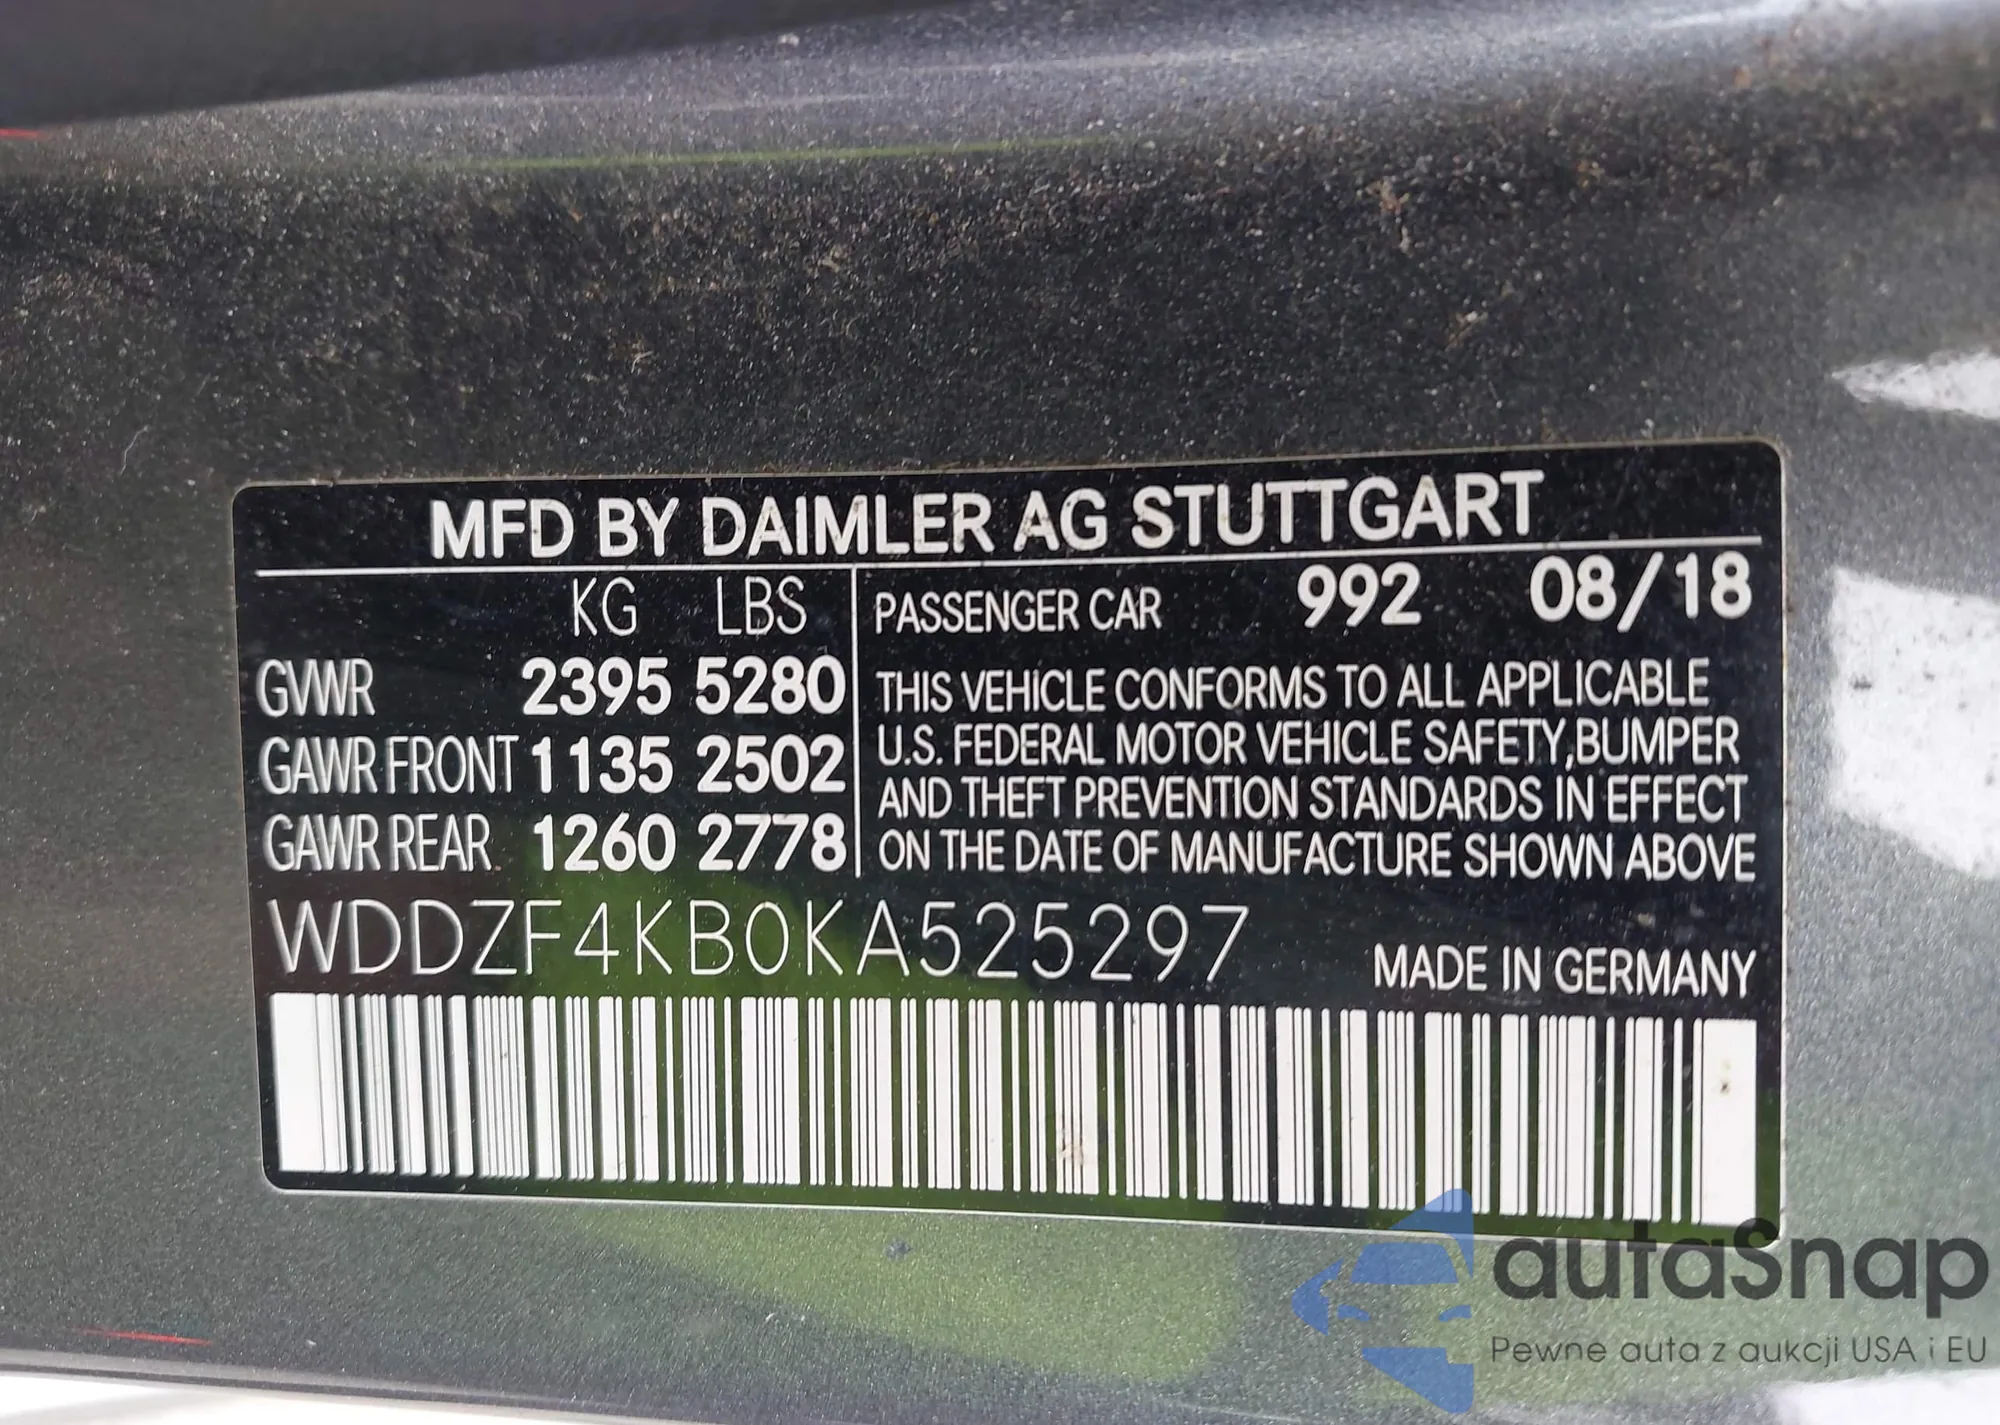 MFD BY DAIMLER AG STUTTGART
KG LBS
GVWR 2395 5280
GAWR FRONT 1135 2502
GAWR REAR 1260 2778
PASSENGER CAR 992 08/18
THIS VEHICLE CONFORMS TO ALL APPLICABLE
U.S. FEDERAL MOTOR VEHICLE SAFETY,BUMPER
AND THEFT PREVENTION STANDARDS IN EFFECT
ON THE DATE OF MANUFACTURE SHOWN ABOVE
WDDZF4KB0KA525297
MADE IN GERMANY
autaSnap
Pewne auta z aukcji USA i EU